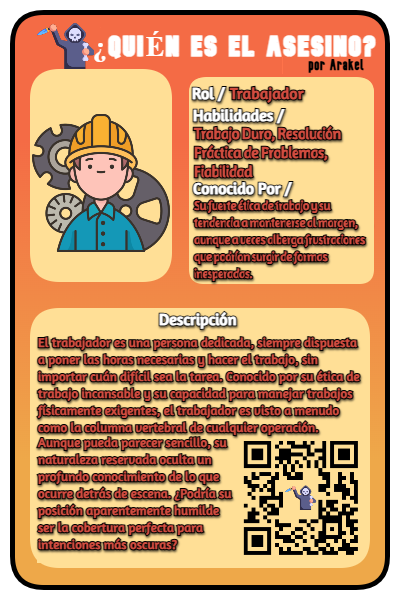 ¿QUIÉN ES EL ASESINO?
por Arakel
Rol / Trabajador
Habilidades /
Trabajo Duro, Resolución
Práctica de Problemas,
Fiabilidad
Conocido Por /
Su fuerte ética de trabajo y su
tendencia a mantenerse al margen,
aunque a veces alberga frustraciones
que podrían surgir de formas
inesperadas.
Descripción
El trabajador es una persona dedicada, siempre dispuesta
a poner las horas necesarias y hacer el trabajo, sin
importar cuán difícil sea la tarea. Conocido por su ética de
trabajo incansable y su capacidad para manejar trabajos
físicamente exigentes, el trabajador es visto a menudo
como la columna vertebral de cualquier operación.
Aunque pueda parecer sencillo, su
naturaleza reservada oculta un
profundo conocimiento de lo que
ocurre detrás de escena. ¿Podría su
posición aparentemente humilde
ser la cobertura perfecta para
intenciones más oscuras?